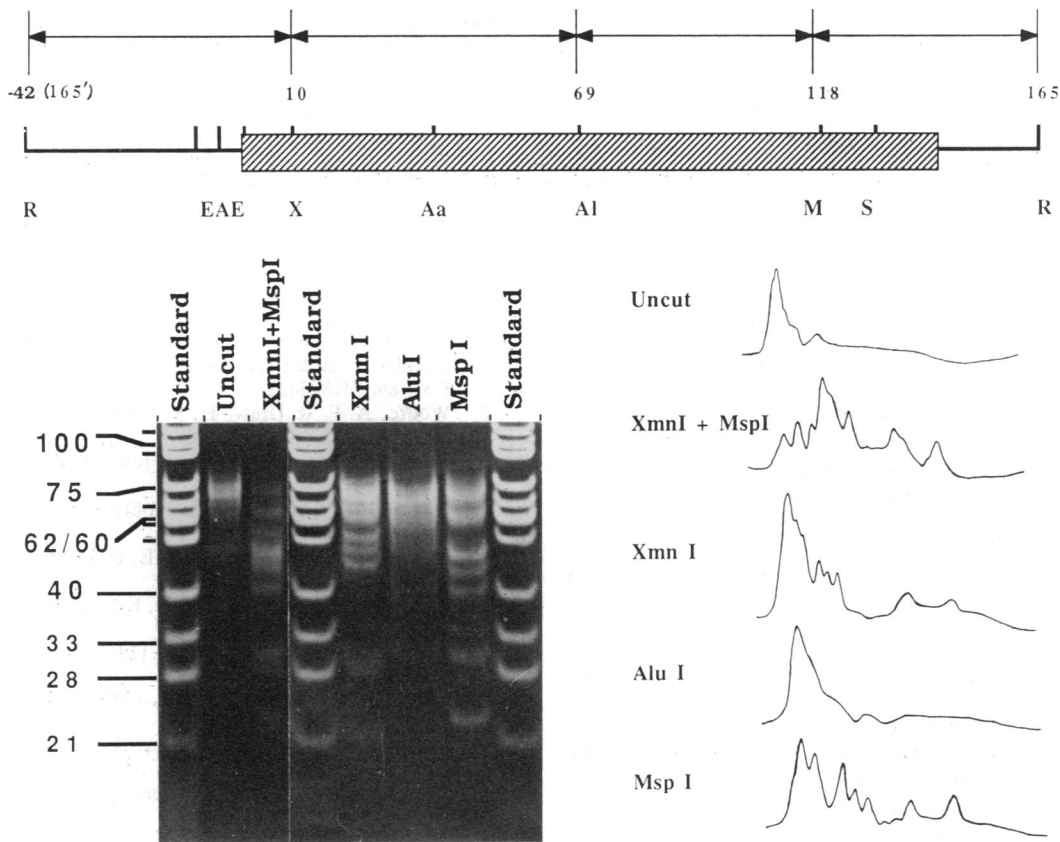 -42 (165') 10 69 118 165
R E A E X Aa Al M S R
Standard Uncut XmnI+MspI Standard Xmn I Alu I Msp I Standard
100
75
62/60
40
33
28
21
Uncut
XmnI + MspI
Xmn I
Alu I
Msp I